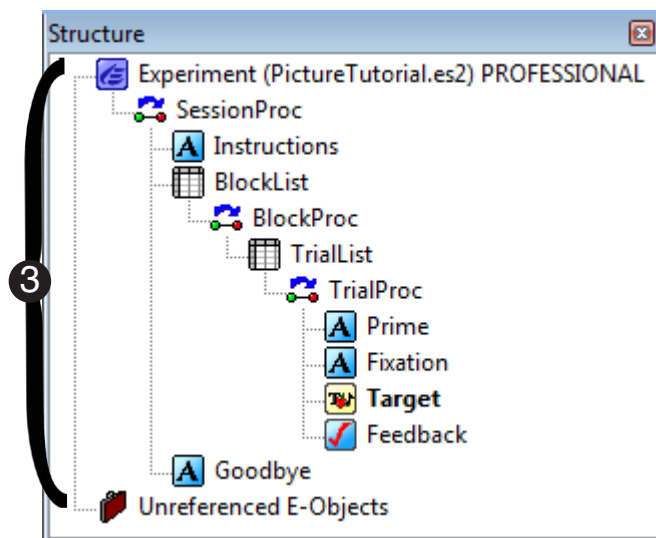 Structure
Experiment (PictureTutorial.es2) PROFESSIONAL
SessionProc
A Instructions
BlockList
BlockProc
TrialList
3
TrialProc
A Prime
A Fixation
Target
Feedback
A Goodbye
Unreferenced E-Objects